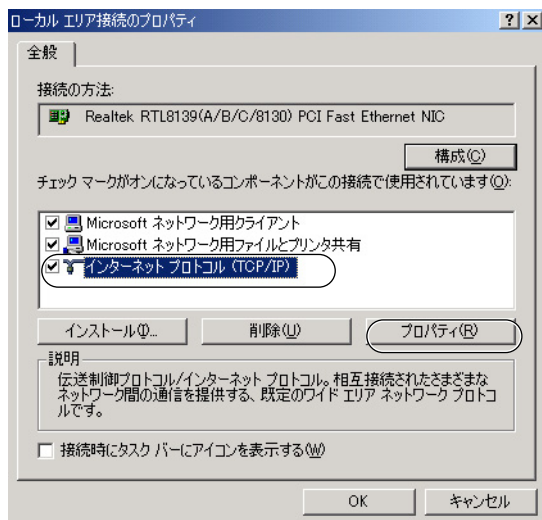 ローカル エリア接続のプロパティ
全般
接続の方法:
Realtek RTL8139(A/B/C/8130) PCI Fast Ethernet NIC
構成(C)
チェック マークがオンになっているコンポーネントがこの接続で使用されています(O):
Microsoft ネットワーク用クライアント
Microsoft ネットワーク用ファイルとプリンタ共有
インターネット プロトコル (TCP/IP)
インストール(I)... 削除(U) プロパティ(R)
説明
伝送制御プロトコル/インターネット プロトコル。相互接続されたさまざまな
ネットワーク間の通信を提供する、既定のワイド エリア ネットワーク プロトコ
ルです。
接続時にタスク バーにアイコンを表示する(W)
OK キャンセル